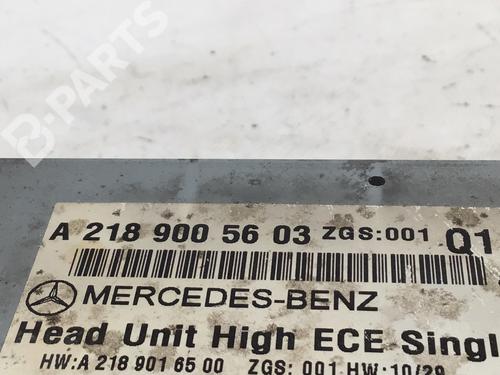 B-PARTS
A 218 900 56 03 ZGS:001 Q1
MERCEDES-BENZ
Head Unit High ECE Singl
HW:A 218 901 65 00 ZGS: 001 HW: 10/29